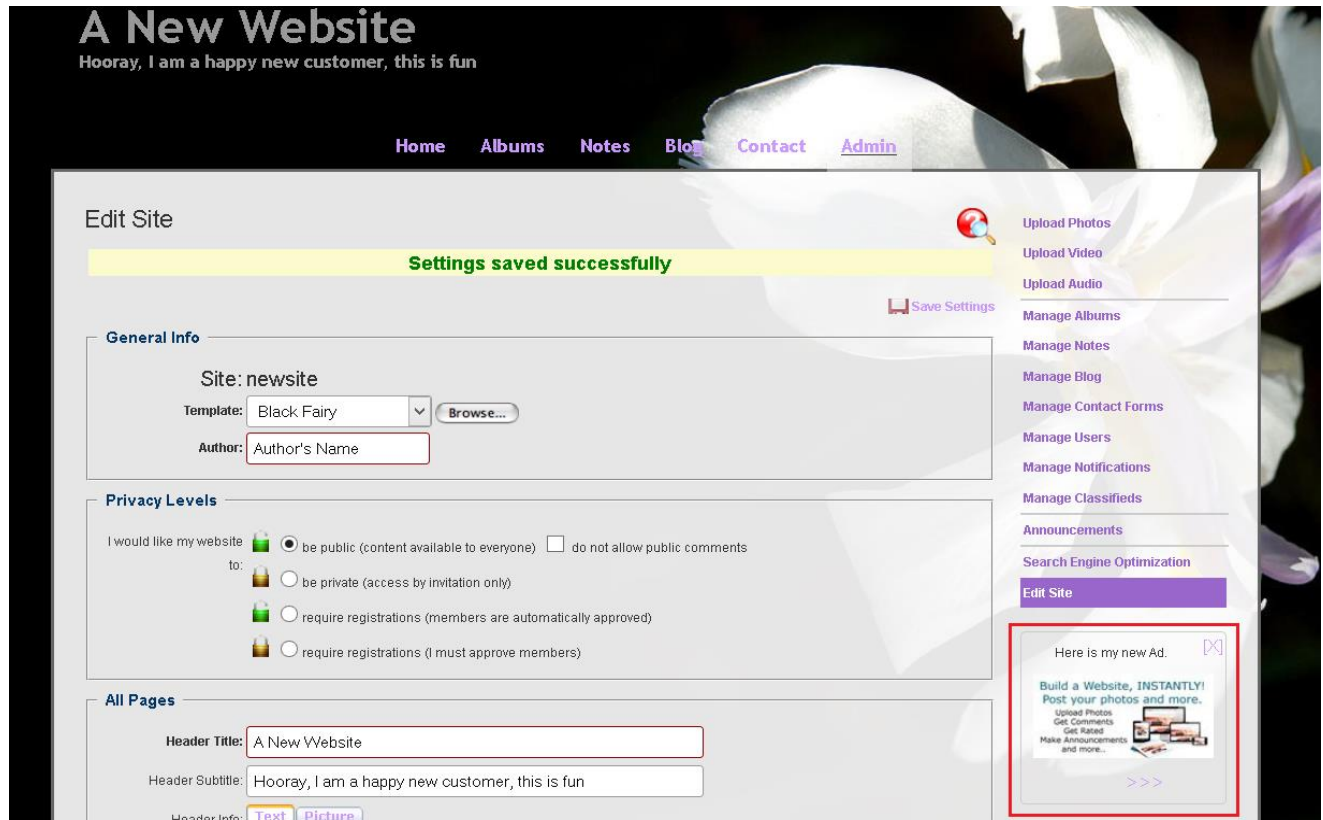 A New Website
Hooray, I am a happy new customer, this is fun
Home Albums Notes Blog Contact Admin
Edit Site
Settings saved successfully
Save Settings
General Info
Site: newsite
Template: Black Fairy Browse...
Author: Author's Name
Privacy Levels
I would like my website to:
be public (content available to everyone) do not allow public comments
be private (access by invitation only)
require registrations (members are automatically approved)
require registrations (I must approve members)
All Pages
Header Title: A New Website
Header Subtitle: Hooray, I am a happy new customer, this is fun
Header Info: Text Picture
Upload Photos
Upload Video
Upload Audio
Manage Albums
Manage Notes
Manage Blog
Manage Contact Forms
Manage Users
Manage Notifications
Manage Classifieds
Announcements
Search Engine Optimization
Edit Site
Here is my new Ad. [X]
Build a Website, INSTANTLY!
Post your photos and more.
Upload Photos
Get Comments
Get Rated
Make Announcements
and more...
>>>